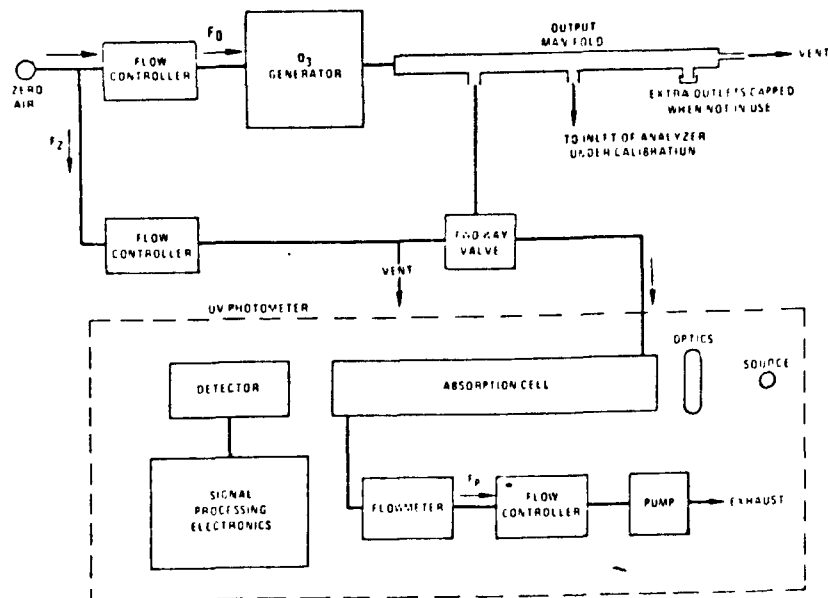 FO
FLOW
CONTROLLER
O3
GENERATOR
OUTPUT
MANIFOLD
VENT
ZERO
AIR
EXTRA OUTLETS CAPPED
WHEN NOT IN USE
TO INLET OF ANALYZER
UNDER CALIBRATION
FZ
FLOW
CONTROLLER
VENT
TWO WAY
VALVE
UV PHOTOMETER
OPTICS
SOURCE
DETECTOR
ABSORPTION CELL
SIGNAL
PROCESSING
ELECTRONICS
FLOWMETER
FP
FLOW
CONTROLLER
PUMP
EXHAUST